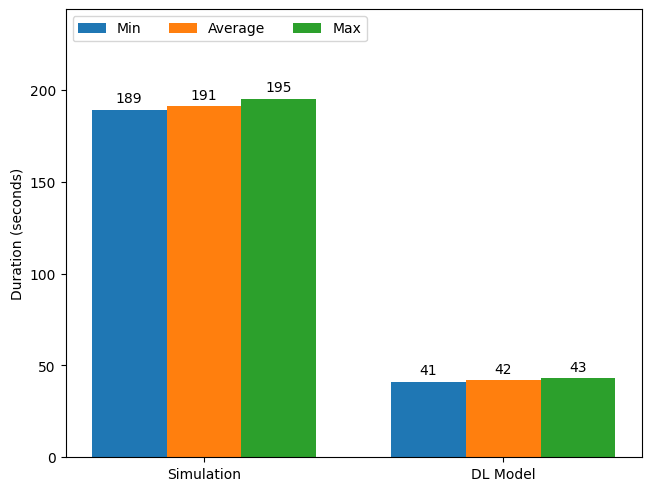 Min Average Max
Duration (seconds)
200
150
100
50
0
189 191 195
41 42 43
Simulation DL Model